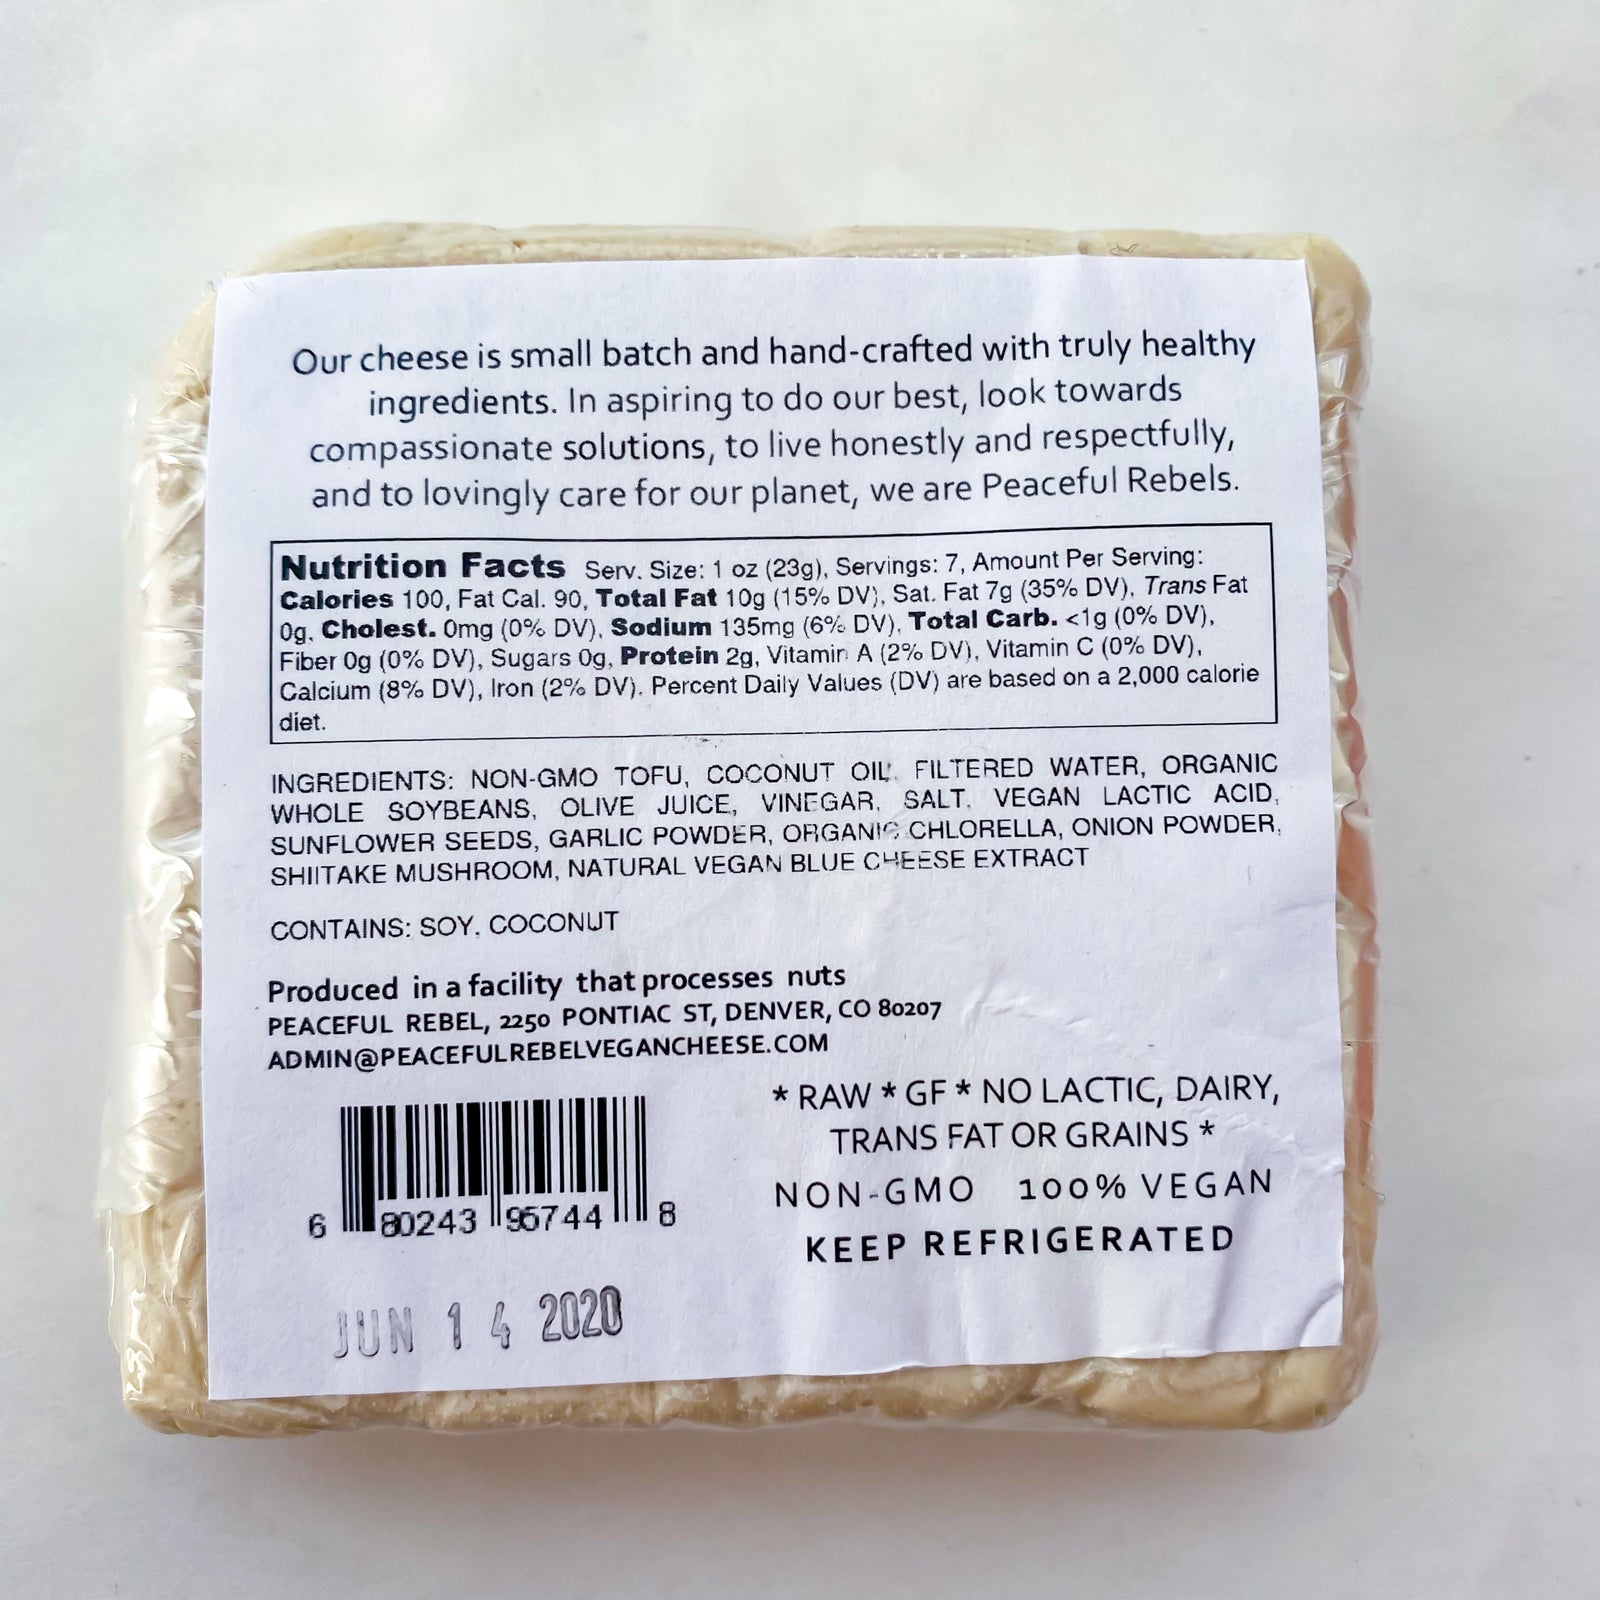 Our cheese is small batch and hand-crafted with truly healthy
ingredients. In aspiring to do our best, look towards
compassionate solutions, to live honestly and respectfully,
and to lovingly care for our planet, we are Peaceful Rebels.
Nutrition Facts Serv. Size: 1 oz (23g), Servings: 7, Amount Per Serving:
Calories 100, Fat Cal. 90, Total Fat 10g (15% DV), Sat. Fat 7g (35% DV), Trans Fat
0g, Cholest. 0mg (0% DV), Sodium 135mg (6% DV), Total Carb. <1g (0% DV),
Fiber 0g (0% DV), Sugars 0g, Protein 2g, Vitamin A (2% DV), Vitamin C (0% DV),
Calcium (8% DV), Iron (2% DV). Percent Daily Values (DV) are based on a 2,000 calorie
diet.
INGREDIENTS: NON-GMO TOFU, COCONUT OIL, FILTERED WATER, ORGANIC
WHOLE SOYBEANS, OLIVE JUICE, VINEGAR, SALT, VEGAN LACTIC ACID,
SUNFLOWER SEEDS, GARLIC POWDER, ORGANIC CHLORELLA, ONION POWDER,
SHIITAKE MUSHROOM, NATURAL VEGAN BLUE CHEESE EXTRACT
CONTAINS: SOY, COCONUT
Produced in a facility that processes nuts
PEACEFUL REBEL, 2250 PONTIAC ST, DENVER, CO 80207
ADMIN@PEACEFULREBELVEGANCHEESE.COM
* RAW * GF * NO LACTIC, DAIRY,
TRANS FAT OR GRAINS *
NON-GMO 100% VEGAN
KEEP REFRIGERATED
6 80243 95744 8
JUN 14 2020